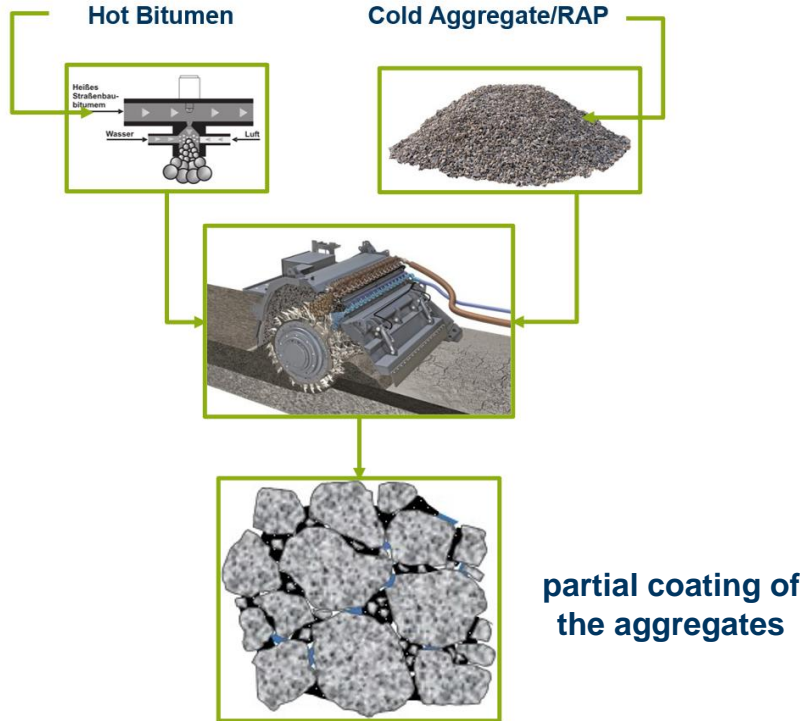 Hot Bitumen
Cold Aggregate/RAP
Heißes
Straßenbau-
bitumem
Wasser
Luft
partial coating of
the aggregates